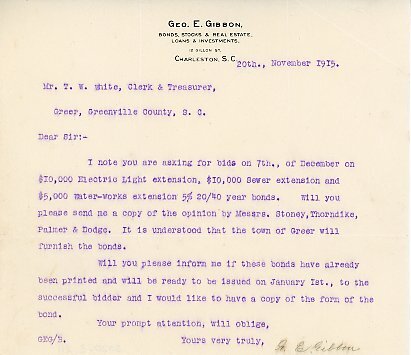 GEO. E. GIBBON,
BONDS, STOCKS & REAL ESTATE,
LOANS & INVESTMENTS.
12 GILLON ST.
CHARLESTON, S. C.
20th., November 1915.
Mr. T. W. White, Clerk & Treasurer,
Greer, Greenville County, S. C.
Dear Sir:-
I note you are asking for bids on 7th., of December on
$10,000 Electric Light extension, $10,000 Sewer extension and
$5,000 Water-works extension 5% 20/40 year bonds. Will you
please send me a copy of the opinion by Messrs. Stoney,Thorndike,
Palmer & Dodge. It is understood that the town of Greer will
furnish the bonds.
Will you please inform me if these bonds have already
been printed and will be ready to be issued on January 1st., to the
successful bidder and I would like to have a copy of the form of the
bond.
Your prompt attention, will oblige,
GEG/B. Yours very truly, G. E. Gibbon